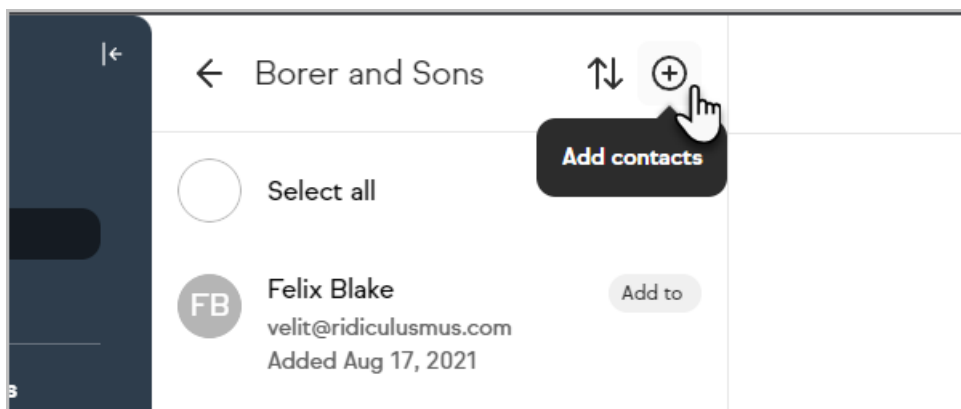 Borer and Sons
Add contacts
Select all
FB
Felix Blake
Add to
velit@ridiculusmus.com
Added Aug 17, 2021
s